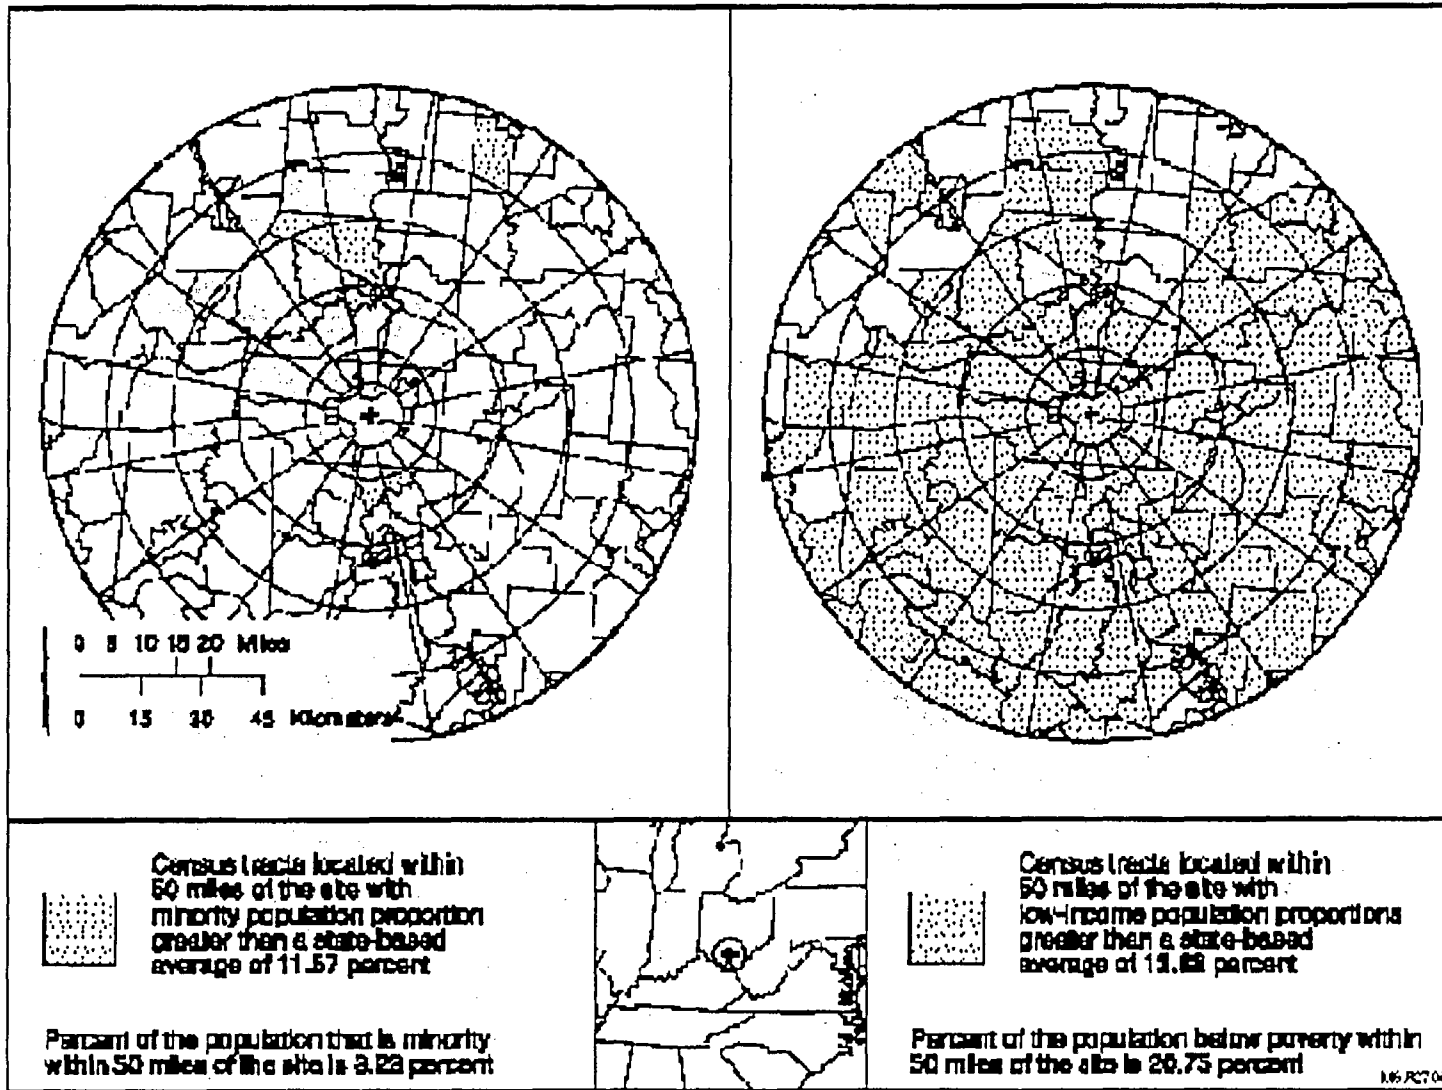 0 5 10 15 20 Miles
0 15 30 45 Kilometers
Census tracts located within
50 miles of the site with
minority population proportion
greater than a state-based
average of 11.57 percent
Percent of the population that is minority
within 50 miles of the site is 3.23 percent
Census tracts located within
50 miles of the site with
low-income population proportions
greater than a state-based
average of percent
Percent of the population below poverty within
50 miles of the site is 20.75 percent